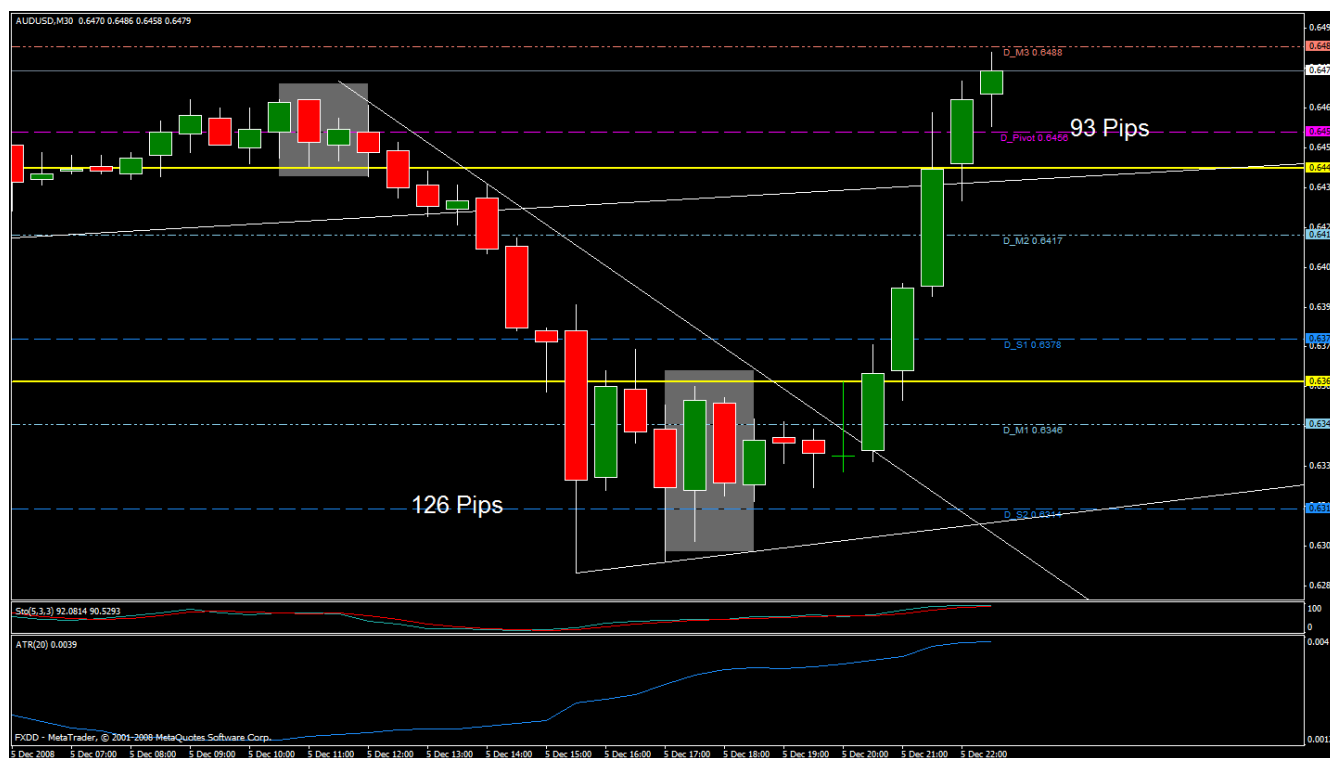 AUDUSD,M30 0.6470 0.6486 0.6458 0.6479
D_M3 0.6488
93 Pips
D_Pivot 0.6456
D_M2 0.6417
D_S1 0.6378
D_M1 0.6346
126 Pips
D_S2 0.6314
Sto(5,3,3) 92.0814 90.5293
100
0
ATR(20) 0.0039
FXDD - MetaTrader, © 2001-2008 MetaQuotes Software Corp.
5 Dec 2008 5 Dec 07:00 5 Dec 08:00 5 Dec 09:00 5 Dec 10:00 5 Dec 11:00 5 Dec 12:00 5 Dec 13:00 5 Dec 14:00 5 Dec 15:00 5 Dec 16:00 5 Dec 17:00 5 Dec 18:00 5 Dec 19:00 5 Dec 20:00 5 Dec 21:00 5 Dec 22:00